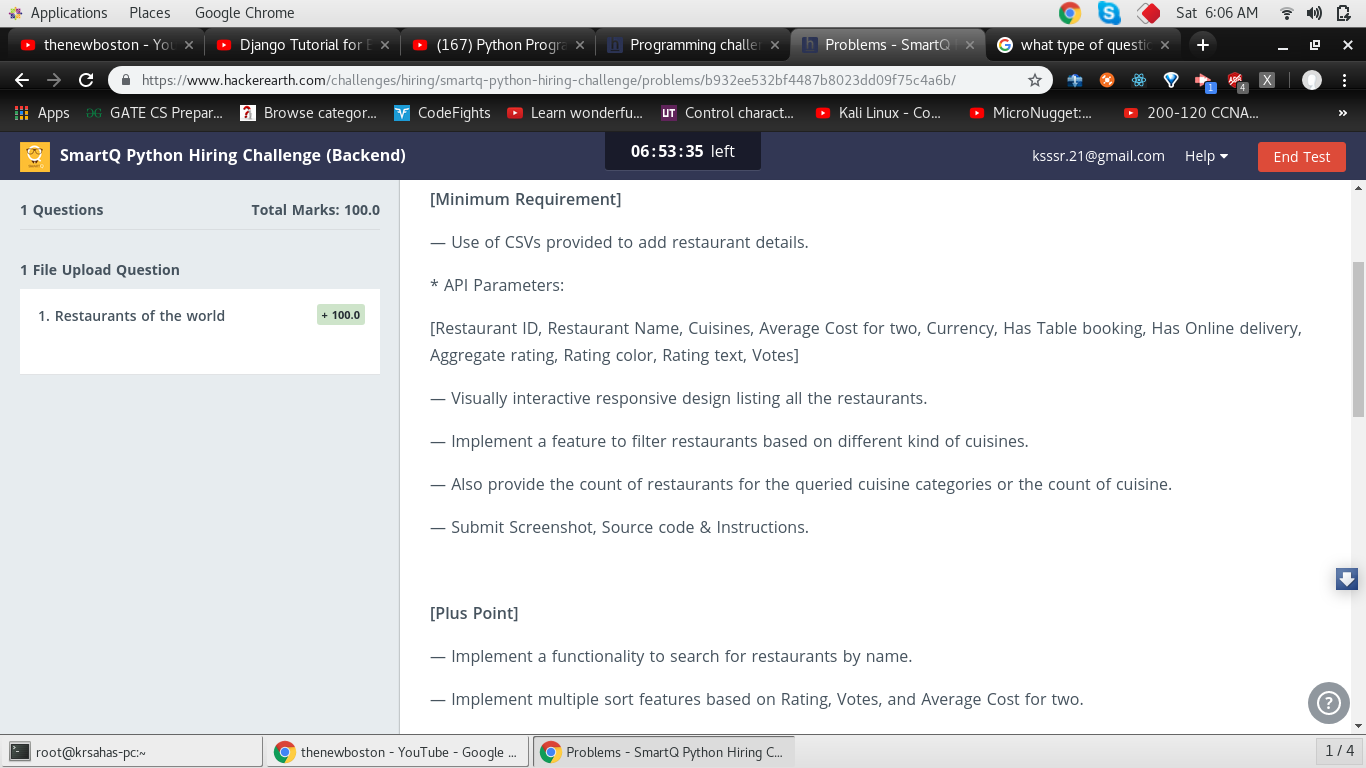 Applications Places Google Chrome Sat 6:06 AM
thenewboston - You Django Tutorial for B (167) Python Progra Programming challe Problems - SmartQ what type of questic
https://www.hackerearth.com/challenges/hiring/smartq-python-hiring-challenge/problems/b932ee532bf4487b8023dd09f75c4a6b/
Apps GATE CS Prepar... Browse categor... CodeFights Learn wonderfu... Control charact... Kali Linux - Co... MicroNugget:... 200-120 CCNA... »
SmartQ Python Hiring Challenge (Backend) 06:53:35 left ksssr.21@gmail.com Help End Test
1 Questions Total Marks: 100.0
1 File Upload Question
1. Restaurants of the world + 100.0
[Minimum Requirement]
— Use of CSVs provided to add restaurant details.
* API Parameters:
[Restaurant ID, Restaurant Name, Cuisines, Average Cost for two, Currency, Has Table booking, Has Online delivery,
Aggregate rating, Rating color, Rating text, Votes]
— Visually interactive responsive design listing all the restaurants.
— Implement a feature to filter restaurants based on different kind of cuisines.
— Also provide the count of restaurants for the queried cuisine categories or the count of cuisine.
— Submit Screenshot, Source code & Instructions.
[Plus Point]
— Implement a functionality to search for restaurants by name.
— Implement multiple sort features based on Rating, Votes, and Average Cost for two.
root@krsahas-pc:~ thenewboston - YouTube - Google ... Problems - SmartQ Python Hiring C... 1 / 4